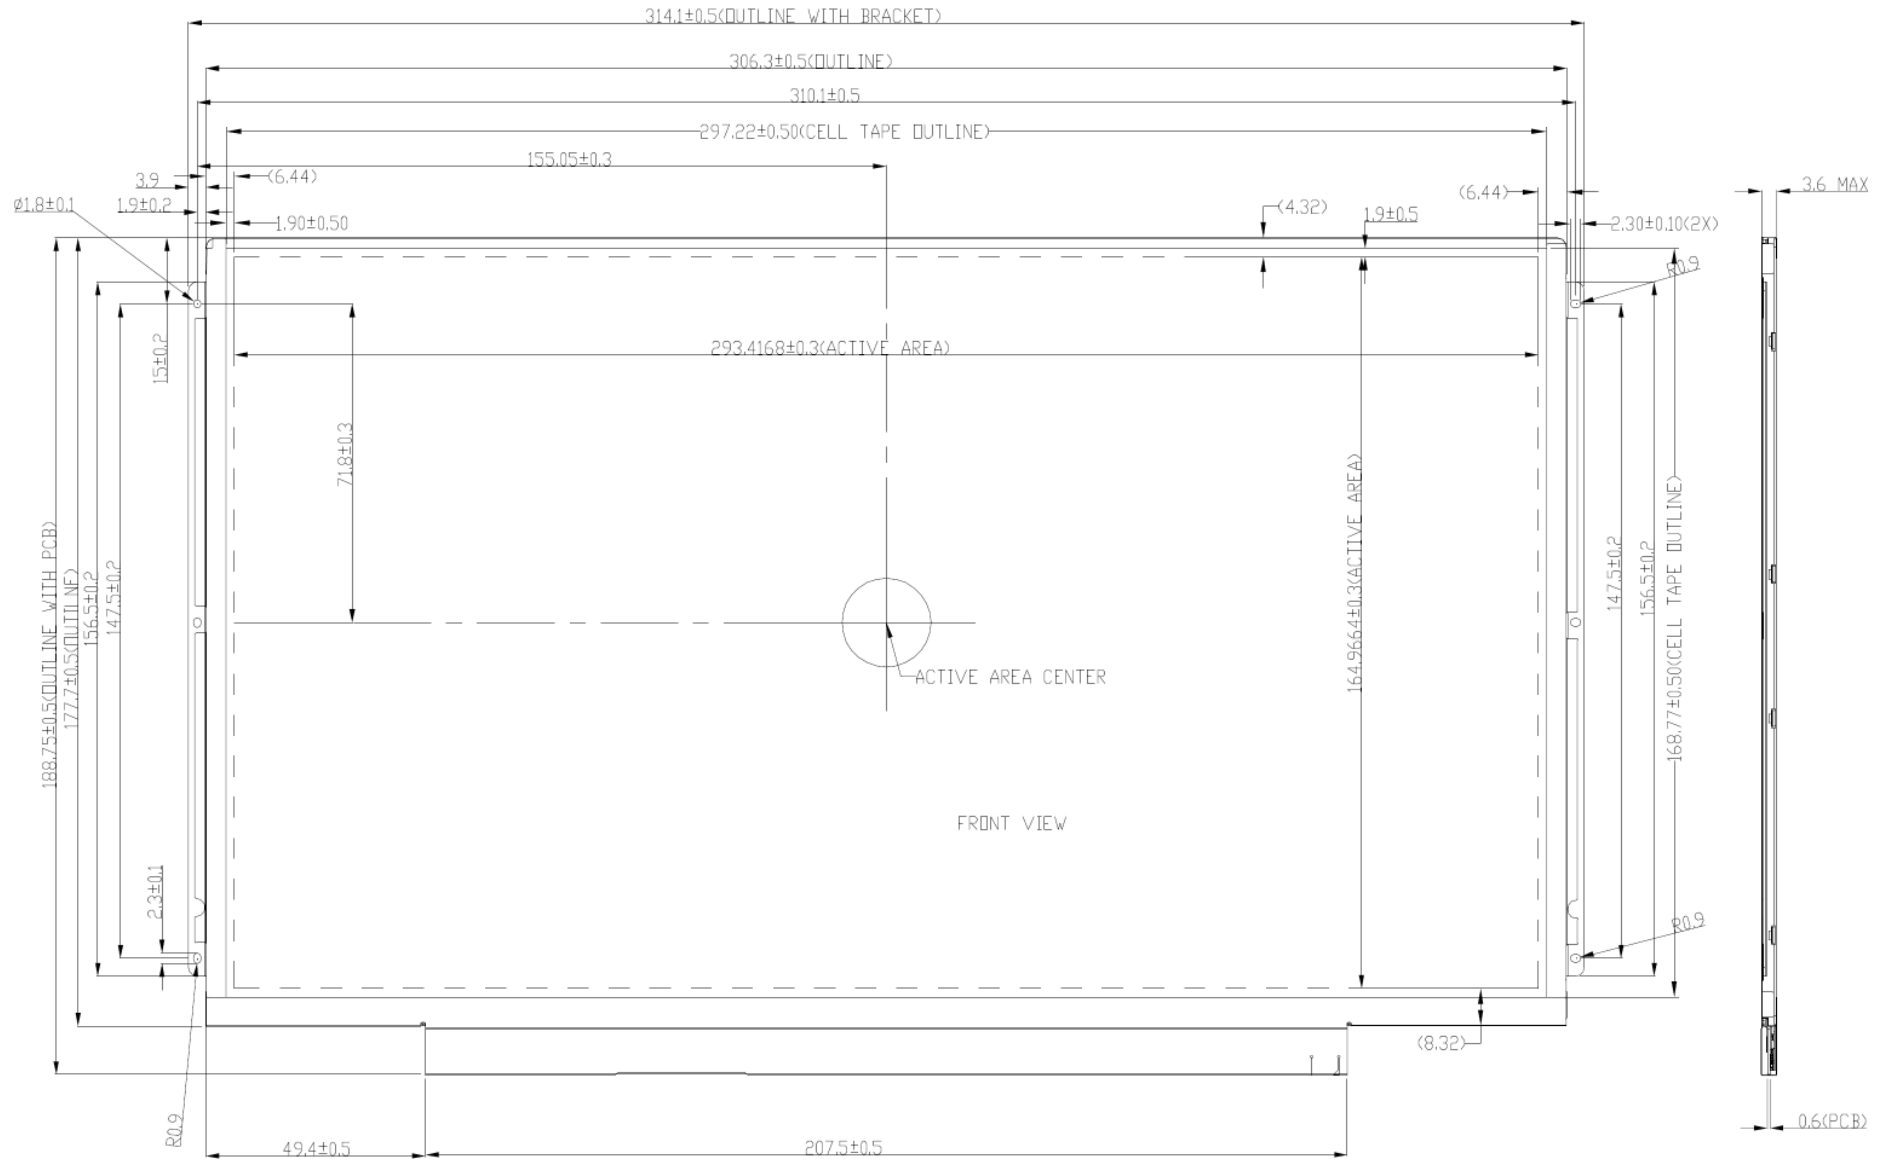 314.1±0.5(OUTLINE WITH BRACKET)
306.3±0.5(OUTLINE)
310.1±0.5
297.22±0.50(CELL TAPE OUTLINE)
155.05±0.3
3.9
(6.44)
(6.44)
3.6 MAX
ø1.8±0.1
1.9±0.2
1.90±0.50
(4.32)
1.9±0.5
2.30±0.10(2X)
R0.9
15±0.2
293.4168±0.3(ACTIVE AREA)
71.8±0.3
188.75±0.5(OUTLINE WITH PCB)
177.7±0.5(OUTILNE)
156.5±0.2
147.5±0.2
164.9664±0.3(ACTIVE AREA)
147.5±0.2
156.5±0.2
168.77±0.50(CELL TAPE OUTLINE)
ACTIVE AREA CENTER
FRONT VIEW
2.3±0.1
R0.9
(8.32)
R0.9
49.4±0.5
207.5±0.5
0.6(PCB)